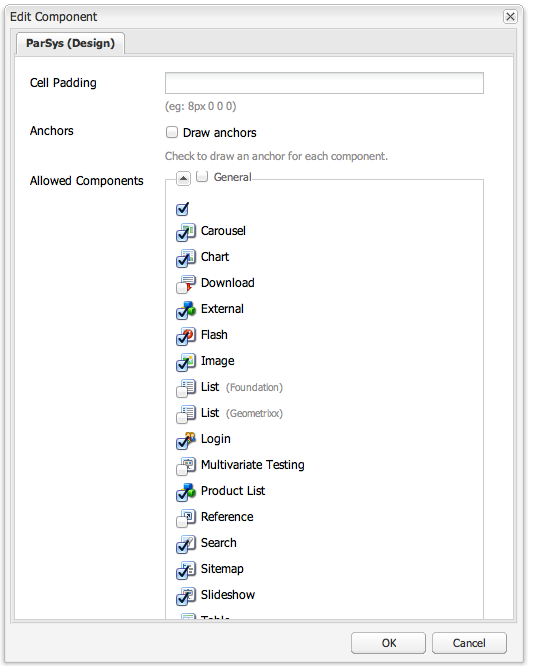 Edit Component
ParSys (Design)
Cell Padding
(eg: 8px 0 0 0)
Anchors
Draw anchors
Check to draw an anchor for each component.
Allowed Components
General
Carousel
Chart
Download
External
Flash
Image
List (Foundation)
List (Geometrixx)
Login
Multivariate Testing
Product List
Reference
Search
Sitemap
Slideshow
Table
OK
Cancel